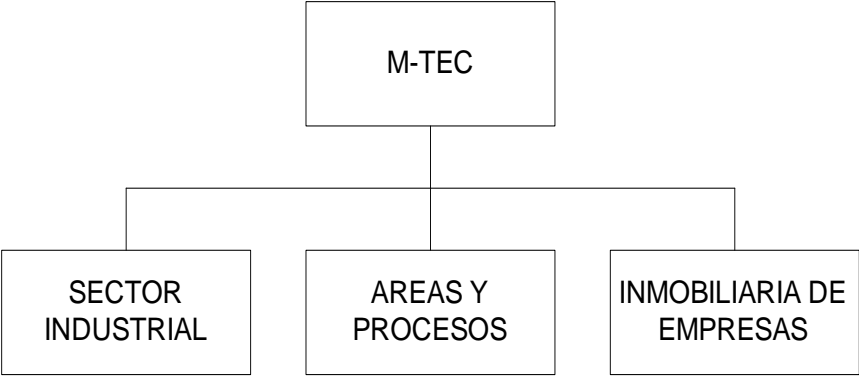 M-TEC
SECTOR
INDUSTRIAL
AREAS Y
PROCESOS
INMOBILIARIA DE
EMPRESAS